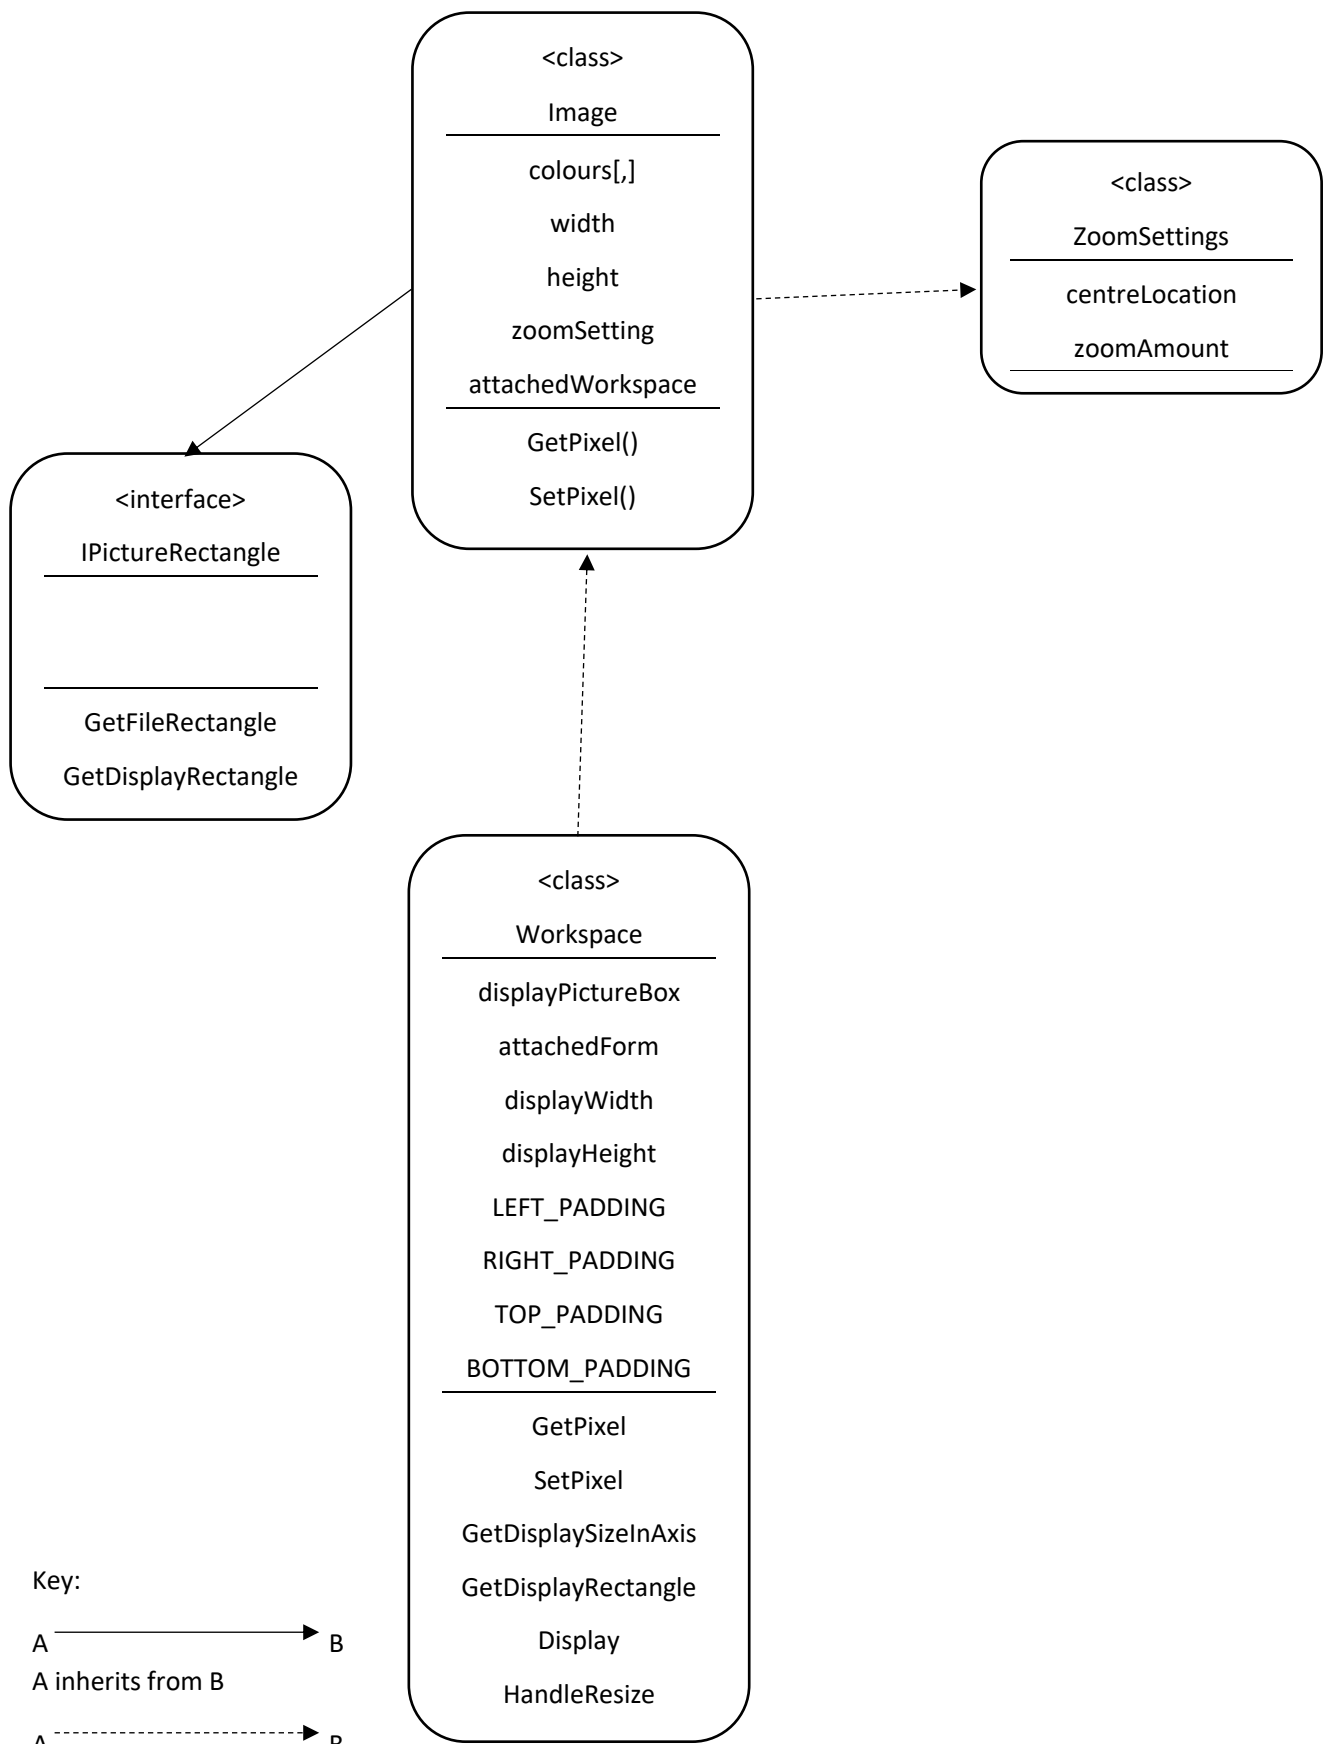 <class>
Image
colours[,]
width
height
zoomSetting
attachedWorkspace
GetPixel()
SetPixel()
<class>
ZoomSettings
centreLocation
zoomAmount
<interface>
IPictureRectangle
GetFileRectangle
GetDisplayRectangle
<class>
Workspace
displayPictureBox
attachedForm
displayWidth
displayHeight
LEFT_PADDING
RIGHT_PADDING
TOP_PADDING
BOTTOM_PADDING
GetPixel
SetPixel
GetDisplaySizeInAxis
GetDisplayRectangle
Display
HandleResize
Key:
A B
A inherits from B
A B